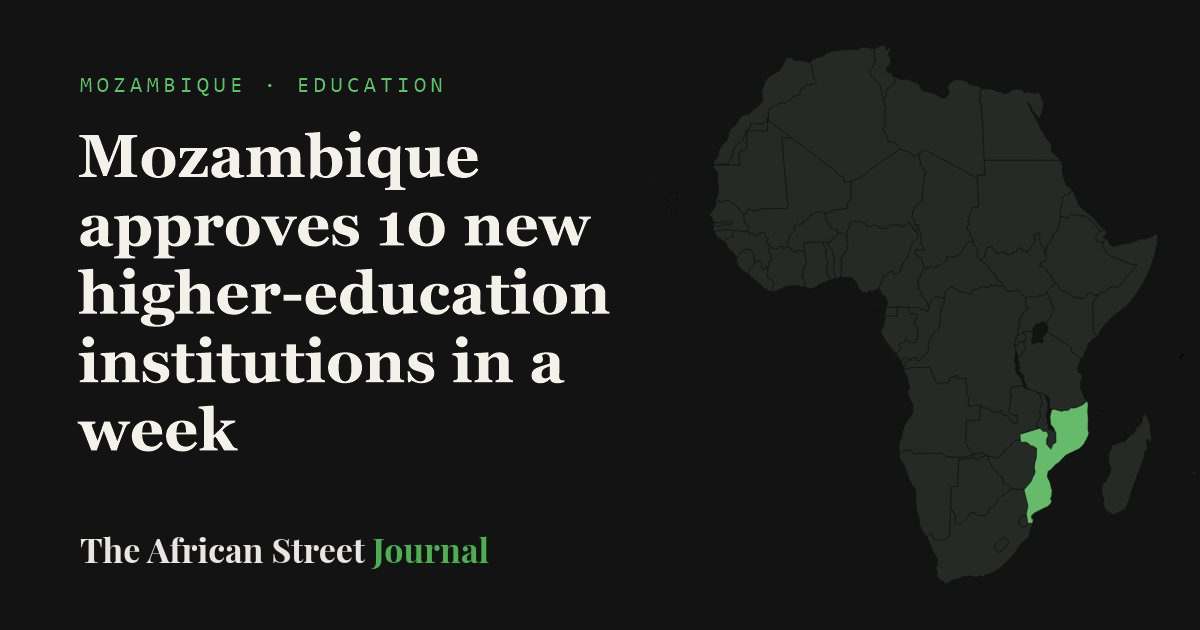 MOZAMBIQUE · EDUCATION
Mozambique
approves 10 new
higher-education
institutions in a
week
The African Street Journal